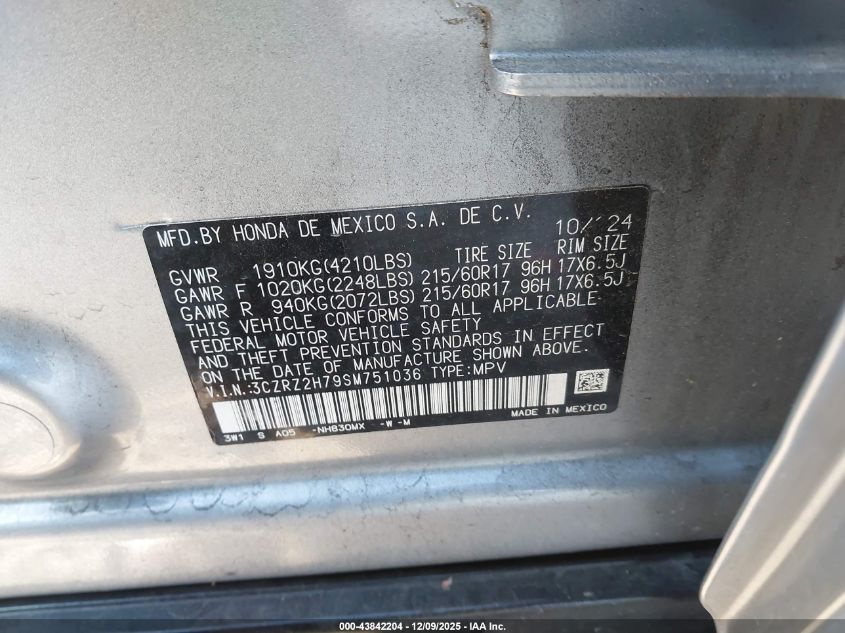 MFD.BY HONDA DE MEXICO S.A. DE C.V. 10/'24
TIRE SIZE RIM SIZE
GVWR 1910KG(4210LBS)
GAWR F 1020KG(2248LBS) 215/60R17 96H 17X6.5J
GAWR R 940KG(2072LBS) 215/60R17 96H 17X6.5J
THIS VEHICLE CONFORMS TO ALL APPLICABLE
FEDERAL MOTOR VEHICLE SAFETY
AND THEFT PREVENTION STANDARDS IN EFFECT
ON THE DATE OF MANUFACTURE SHOWN ABOVE.
V.I.N.:3CZRZ2H79SM751036 TYPE:MPV
MADE IN MEXICO
3W1 S A05 -NH830MX -W -M
000-43842204 - 12/09/2025 - IAA Inc.